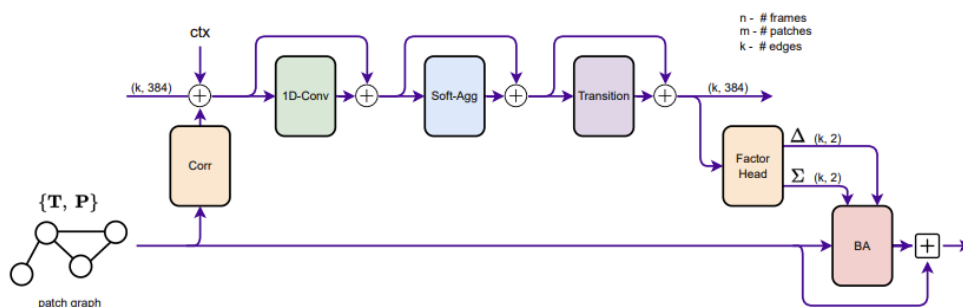 ctx
n - # frames
m - # patches
k - # edges
(k, 384)
+
1D-Conv
+
Soft-Agg
+
Transition
+
(k, 384)
Corr
Factor
Head
Δ (k, 2)
Σ (k, 2)
{T, P}
BA
+
patch graph